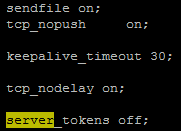 sendfile on;
tcp_nopush     on;
keepalive_timeout 30;
tcp_nodelay on;
server_tokens off;